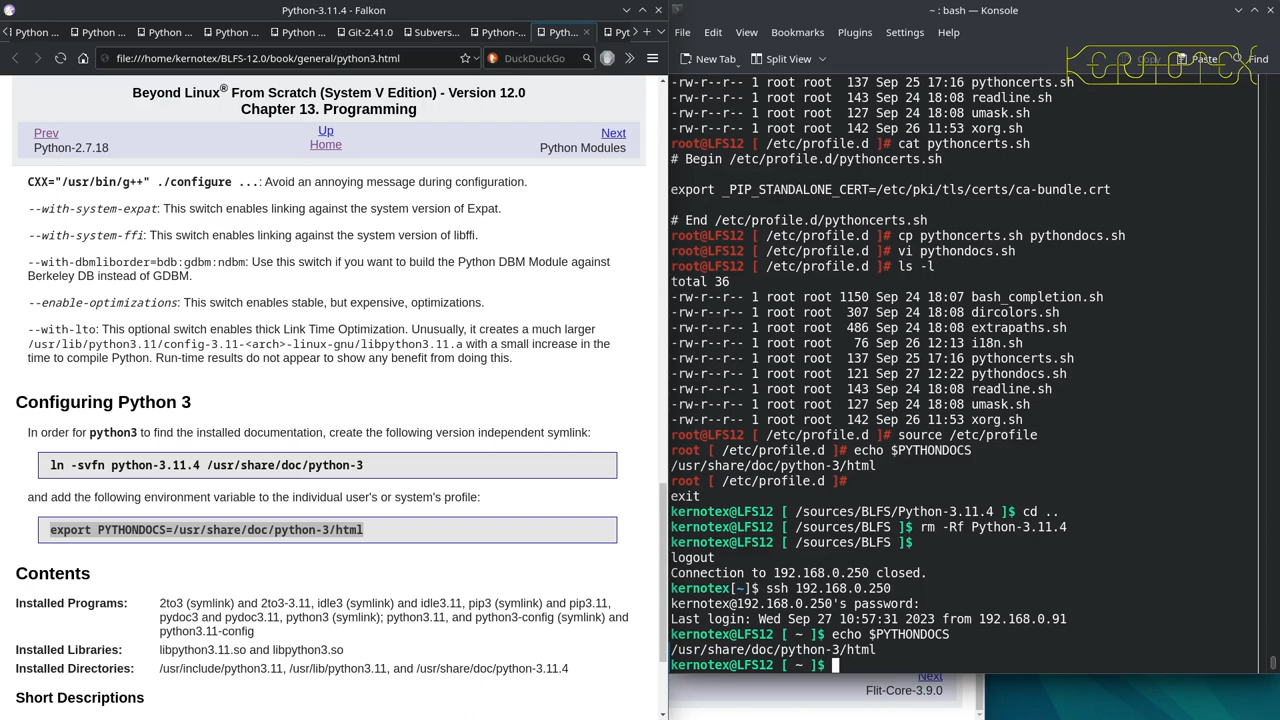 Python-3.11.4 - Falkon
Python ...
Python ...
Python ...
Python ...
Python ...
Git-2.41.0
Subvers...
Python-...
Pyth...
Pyt
file:///home/kernotex/BLFS-12.0/book/general/python3.html
DuckDuckGo
Beyond Linux® From Scratch (System V Edition) - Version 12.0
Chapter 13. Programming
Prev
Up
Next
Python-2.7.18
Home
Python Modules
CXX="/usr/bin/g++" ./configure ...: Avoid an annoying message during configuration.
--with-system-expat: This switch enables linking against the system version of Expat.
--with-system-ffi: This switch enables linking against the system version of libffi.
--with-dbmliborder=bdb:gdbm:ndbm: Use this switch if you want to build the Python DBM Module against
Berkeley DB instead of GDBM.
--enable-optimizations: This switch enables stable, but expensive, optimizations.
--with-lto: This optional switch enables thick Link Time Optimization. Unusually, it creates a much larger
/usr/lib/python3.11/config-3.11-<arch>-linux-gnu/libpython3.11.a with a small increase in the
time to compile Python. Run-time results do not appear to show any benefit from doing this.
Configuring Python 3
In order for python3 to find the installed documentation, create the following version independent symlink:
ln -svfn python-3.11.4 /usr/share/doc/python-3
and add the following environment variable to the individual user's or system's profile:
export PYTHONDOCS=/usr/share/doc/python-3/html
Contents
Installed Programs: 2to3 (symlink) and 2to3-3.11, idle3 (symlink) and idle3.11, pip3 (symlink) and pip3.11,
pydoc3 and pydoc3.11, python3 (symlink); python3.11, and python3-config (symlink) and
python3.11-config
Installed Libraries: libpython3.11.so and libpython3.so
Installed Directories: /usr/include/python3.11, /usr/lib/python3.11, and /usr/share/doc/python-3.11.4
Short Descriptions
~ : bash — Konsole
File Edit View Bookmarks Plugins Settings Help
New Tab Split View Copy Paste Find
KERNOTEX
-rw-r--r-- 1 root root 137 Sep 25 17:16 pythoncerts.sh
-rw-r--r-- 1 root root 143 Sep 24 18:08 readline.sh
-rw-r--r-- 1 root root 127 Sep 24 18:08 umask.sh
-rw-r--r-- 1 root root 142 Sep 26 11:53 xorg.sh
root@LFS12 [ /etc/profile.d ]# cat pythoncerts.sh
# Begin /etc/profile.d/pythoncerts.sh
export _PIP_STANDALONE_CERT=/etc/pki/tls/certs/ca-bundle.crt
# End /etc/profile.d/pythoncerts.sh
root@LFS12 [ /etc/profile.d ]# cp pythoncerts.sh pythondocs.sh
root@LFS12 [ /etc/profile.d ]# vi pythondocs.sh
root@LFS12 [ /etc/profile.d ]# ls -l
total 36
-rw-r--r-- 1 root root 1150 Sep 24 18:07 bash_completion.sh
-rw-r--r-- 1 root root 307 Sep 24 18:08 dircolors.sh
-rw-r--r-- 1 root root 486 Sep 24 18:08 extrapaths.sh
-rw-r--r-- 1 root root 76 Sep 26 12:13 i18n.sh
-rw-r--r-- 1 root root 137 Sep 25 17:16 pythoncerts.sh
-rw-r--r-- 1 root root 121 Sep 27 12:22 pythondocs.sh
-rw-r--r-- 1 root root 143 Sep 24 18:08 readline.sh
-rw-r--r-- 1 root root 127 Sep 24 18:08 umask.sh
-rw-r--r-- 1 root root 142 Sep 26 11:53 xorg.sh
root@LFS12 [ /etc/profile.d ]# source /etc/profile
root [ /etc/profile.d ]# echo $PYTHONDOCS
/usr/share/doc/python-3/html
root [ /etc/profile.d ]#
exit
kernotex@LFS12 [ /sources/BLFS/Python-3.11.4 ]$ cd ..
kernotex@LFS12 [ /sources/BLFS ]$ rm -Rf Python-3.11.4
kernotex@LFS12 [ /sources/BLFS ]$
logout
Connection to 192.168.0.250 closed.
kernotex[~]$ ssh 192.168.0.250
kernotex@192.168.0.250's password:
Last login: Wed Sep 27 10:57:31 2023 from 192.168.0.91
kernotex@LFS12 [ ~ ]$ echo $PYTHONDOCS
/usr/share/doc/python-3/html
kernotex@LFS12 [ ~ ]$
Next
Flit-Core-3.9.0